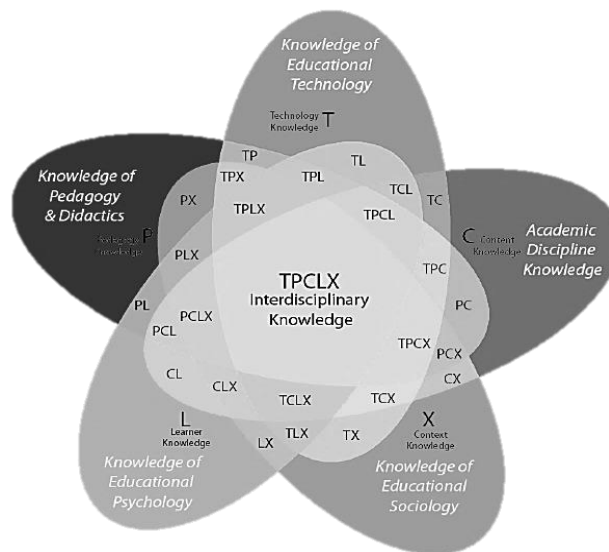 Knowledge of
Educational
Technology
Technology
Knowledge T
TP
TL
TPX
TPL
TCL
TC
Knowledge of
Pedagogy
& Didactics
PX
TPLX
TPCL
P
Pedagogy
Knowledge
C Content
Knowledge
Academic
Discipline
Knowledge
PLX
TPC
TPCLX
Interdisciplinary
Knowledge
PL
PC
PCLX
PCL
TPCX
PCX
CL
CLX
CX
TCLX
TCX
L
Learner
Knowledge
X
Context
Knowledge
LX
TLX
TX
Knowledge of
Educational
Psychology
Knowledge of
Educational
Sociology